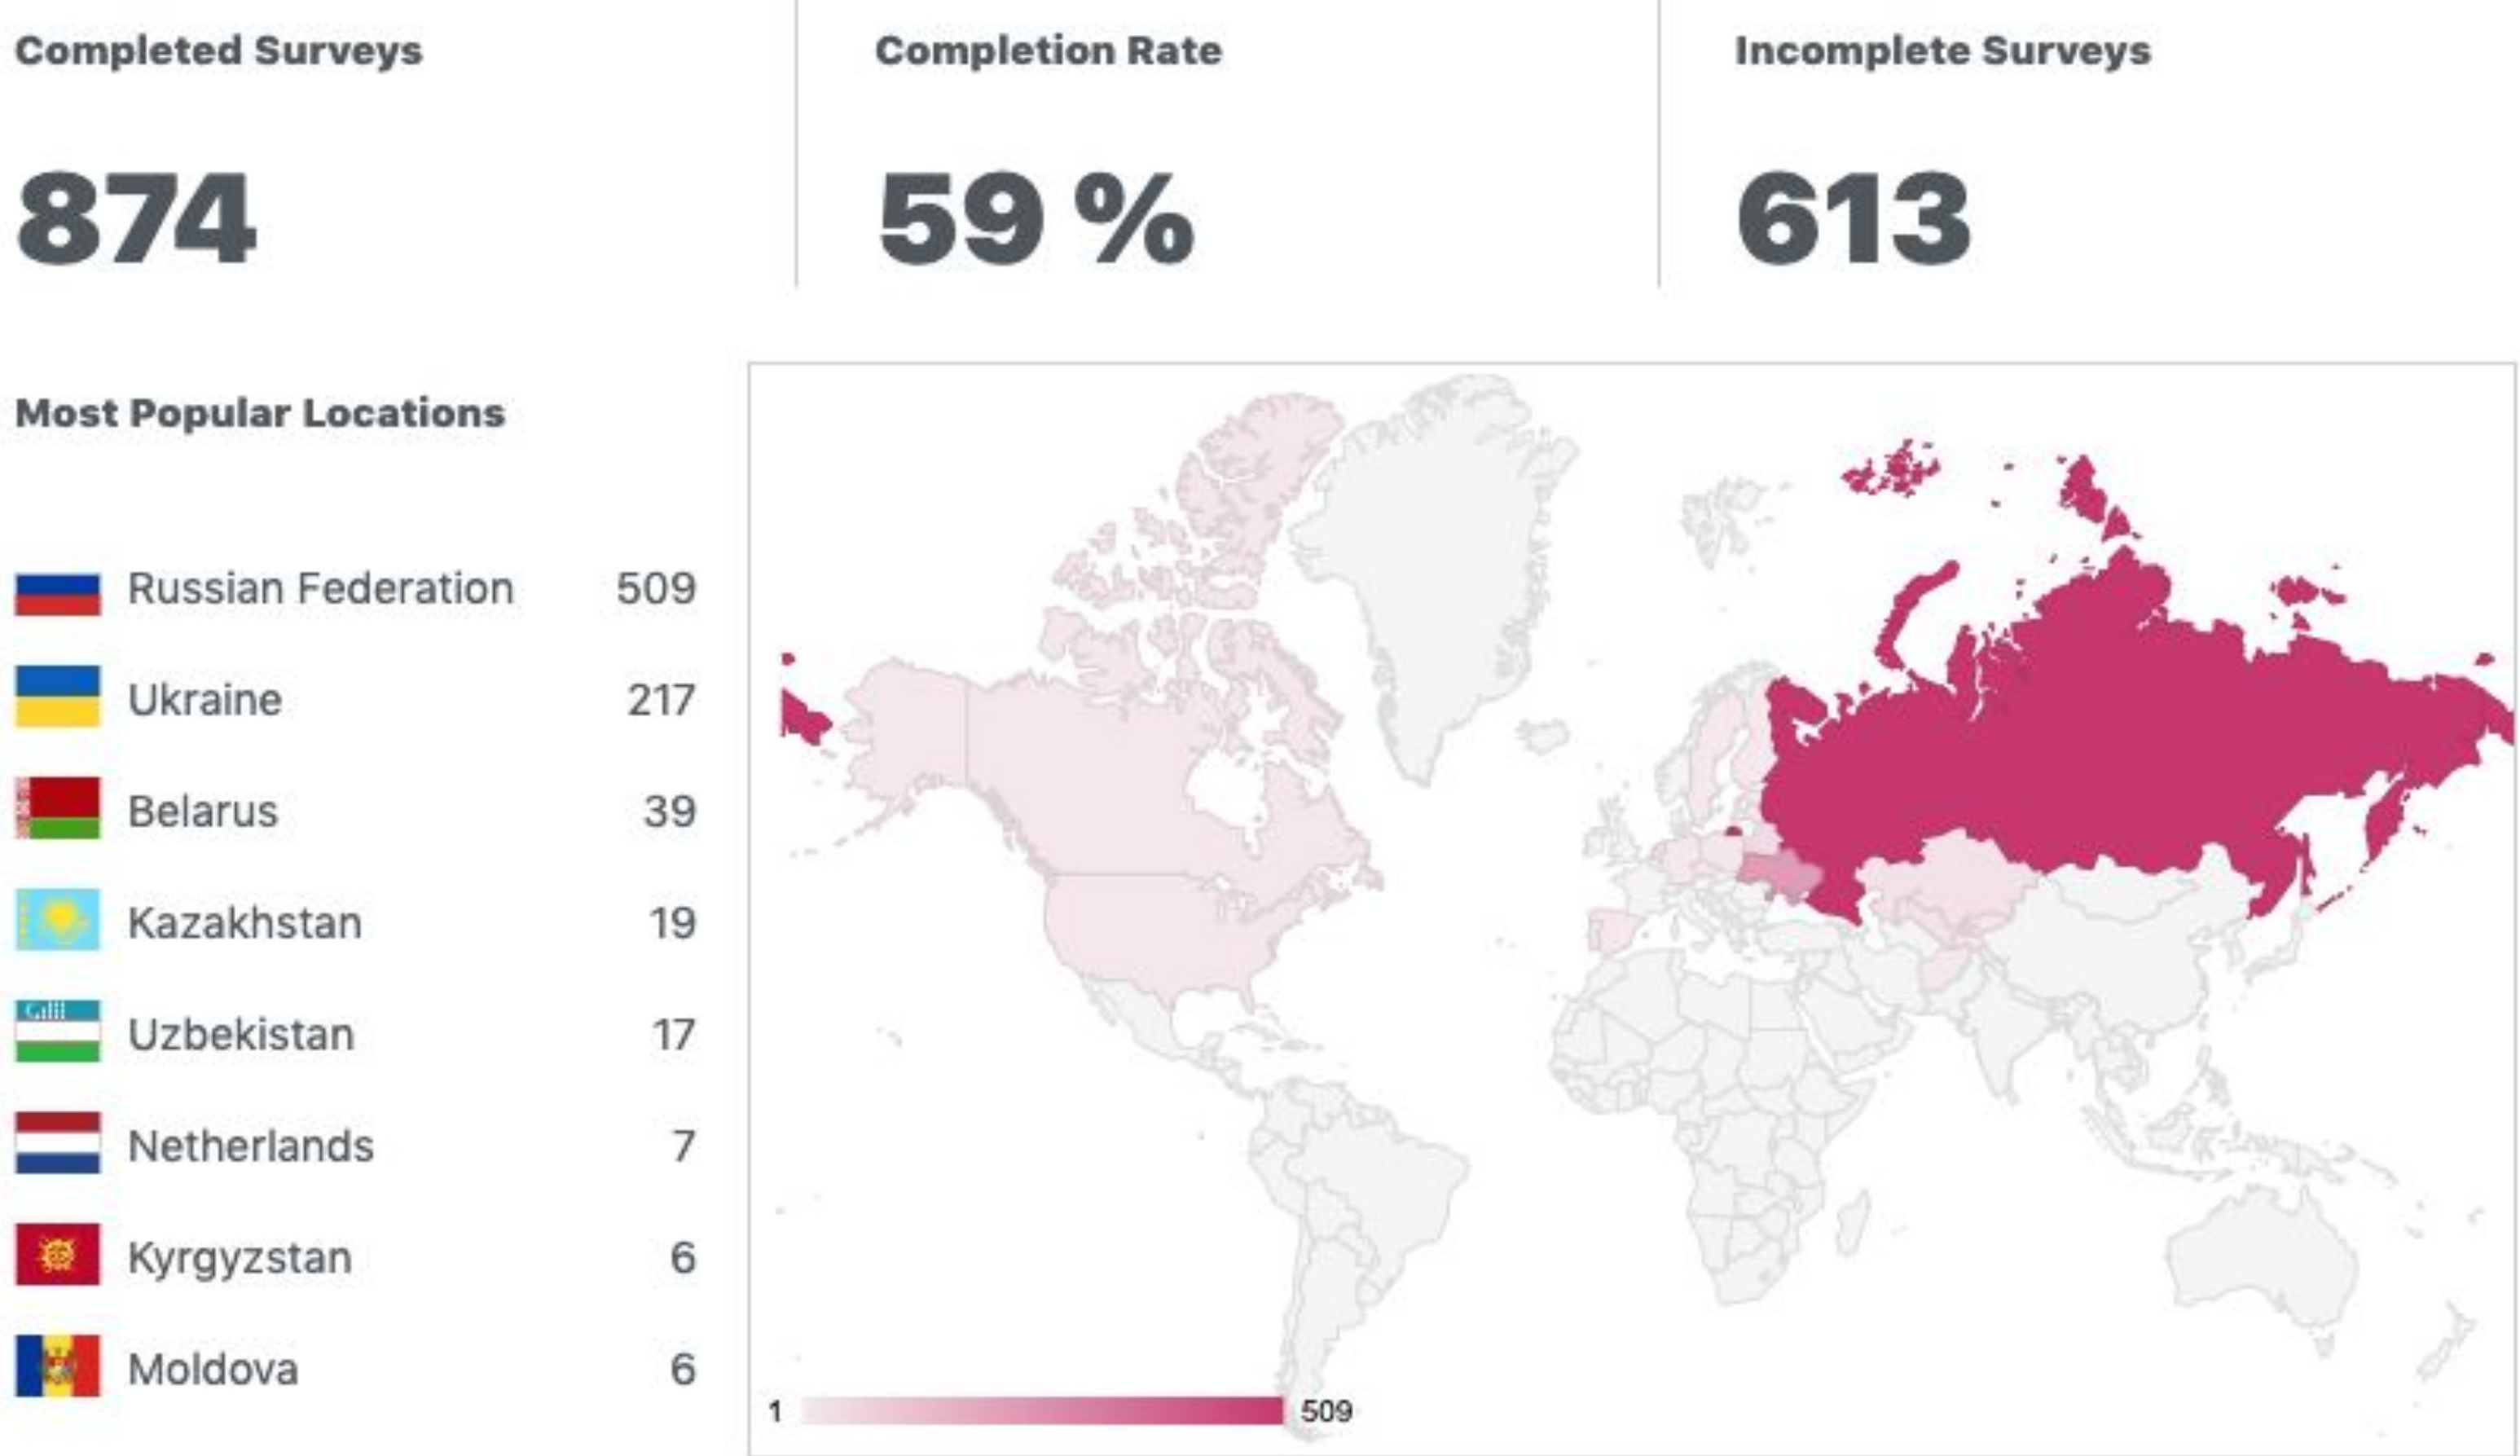 Completed Surveys
874
Completion Rate
59 %
Incomplete Surveys
613
Most Popular Locations
Russian Federation 509
Ukraine 217
Belarus 39
Kazakhstan 19
Uzbekistan 17
Netherlands 7
Kyrgyzstan 6
Moldova 6
1 509